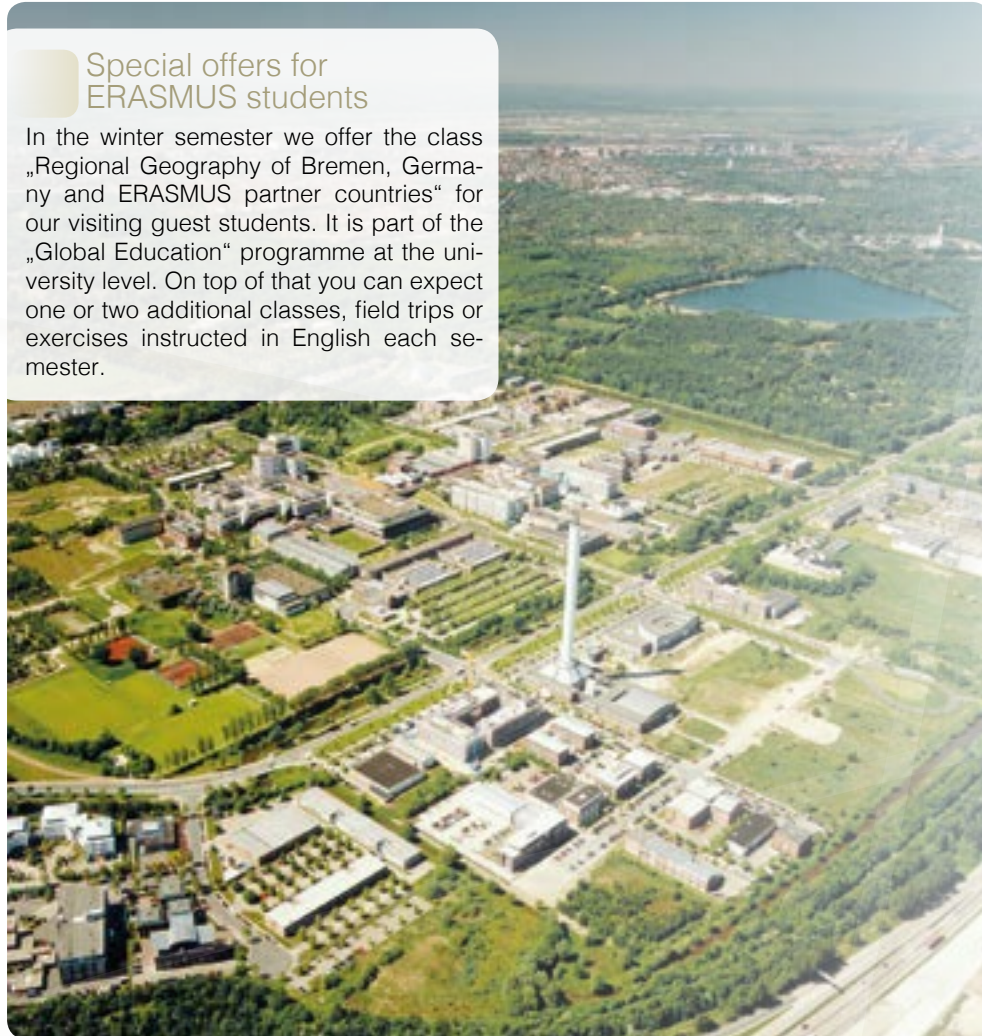 Special offers for
ERASMUS students
In the winter semester we offer the class
„Regional Geography of Bremen, Germa-
ny and ERASMUS partner countries“ for
our visiting guest students. It is part of the
„Global Education“ programme at the uni-
versity level. On top of that you can expect
one or two additional classes, field trips or
exercises instructed in English each se-
mester.